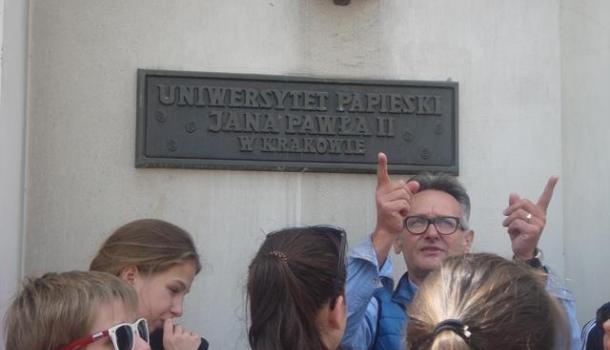 UNIWERSYTET PAPIESKI
JANA PAWŁA II
W KRAKOWIE